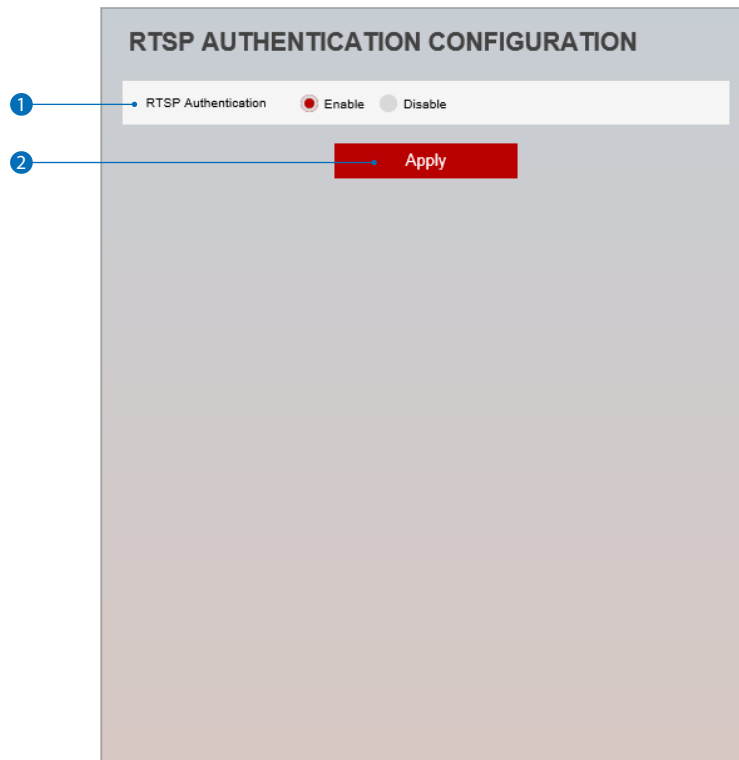 RTSP AUTHENTICATION CONFIGURATION
1 RTSP Authentication Enable Disable
2 Apply